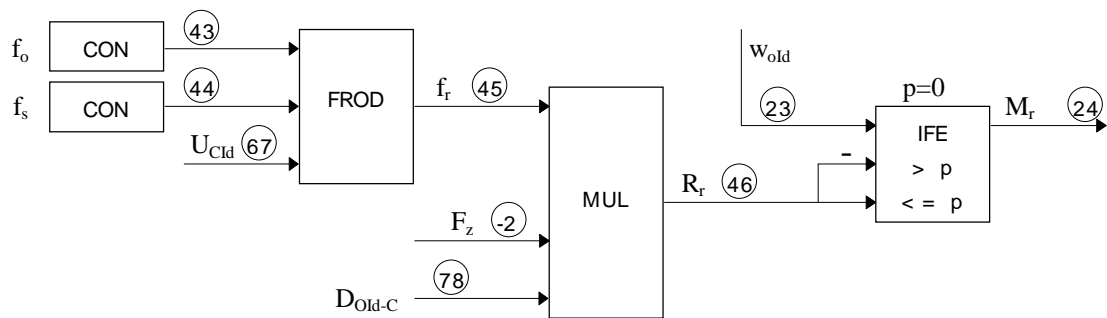 f_o CON 43
f_s CON 44
U_CId 67
FROD
f_r 45
F_z -2
D_OId-C 78
MUL
R_r 46
w_oId
23
p=0
-
IFE
> p
< = p
M_r 24